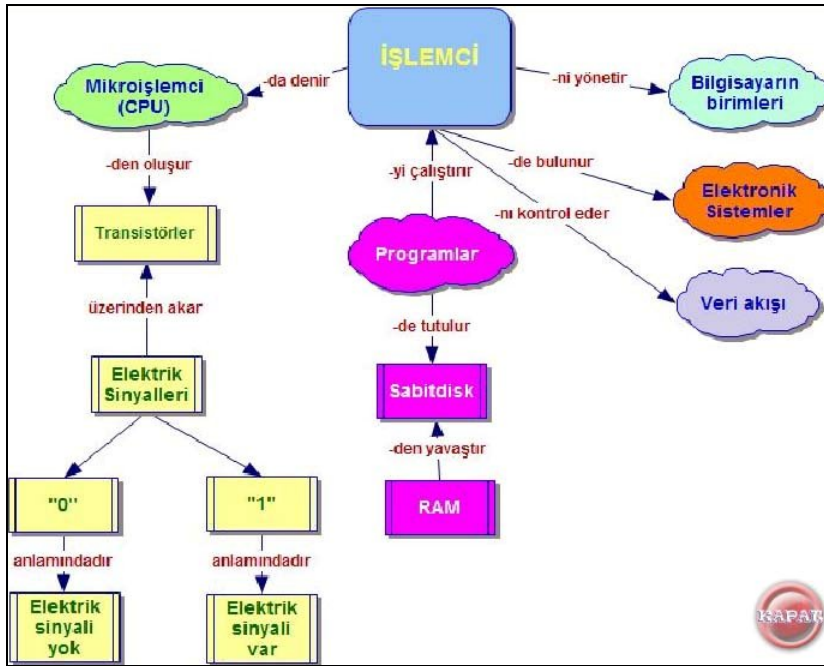 İŞLEMCİ
-da denir
-ni yönetir
Mikroişlemci
(CPU)
Bilgisayarın
birimleri
-den oluşur
-yi çalıştırır
-de bulunur
Elektronik
Sistemler
-nı kontrol eder
Transistörler
Programlar
Veri akışı
üzerinden akar
-de tutulur
Elektrik
Sinyalleri
Sabitdisk
-den yavaştır
"0"
"1"
RAM
anlamındadır
anlamındadır
Elektrik
sinyali
yok
Elektrik
sinyali
var
KAPAT